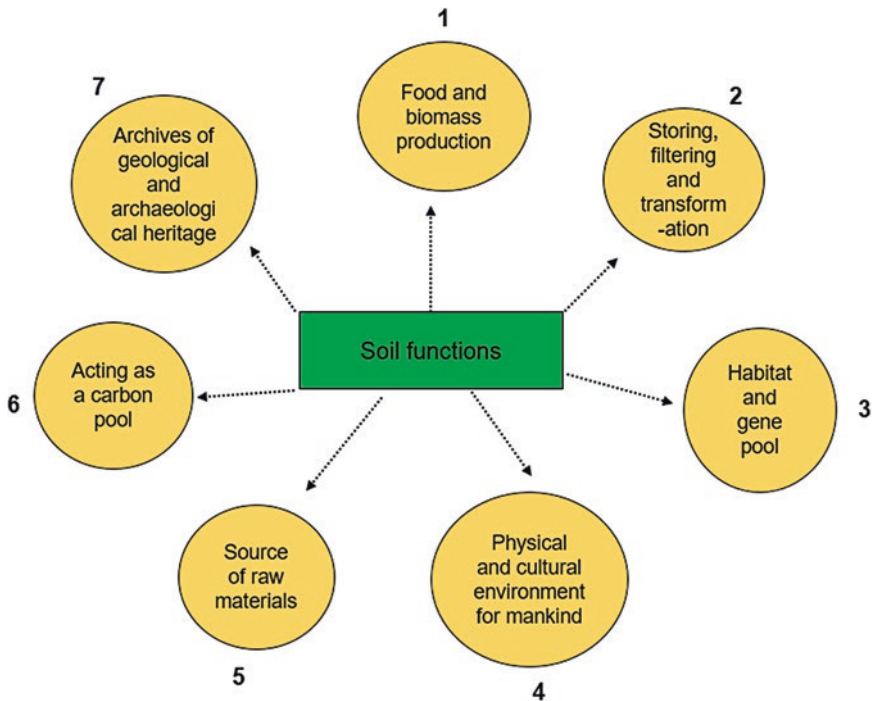 1
Food and
biomass
production
2
Storing,
filtering
and
transform
-ation
3
Habitat
and
gene
pool
4
Physical
and cultural
environment
for mankind
5
Source
of raw
materials
6
Acting as
a carbon
pool
7
Archives of
geological
and
archaeologi
cal heritage
Soil functions